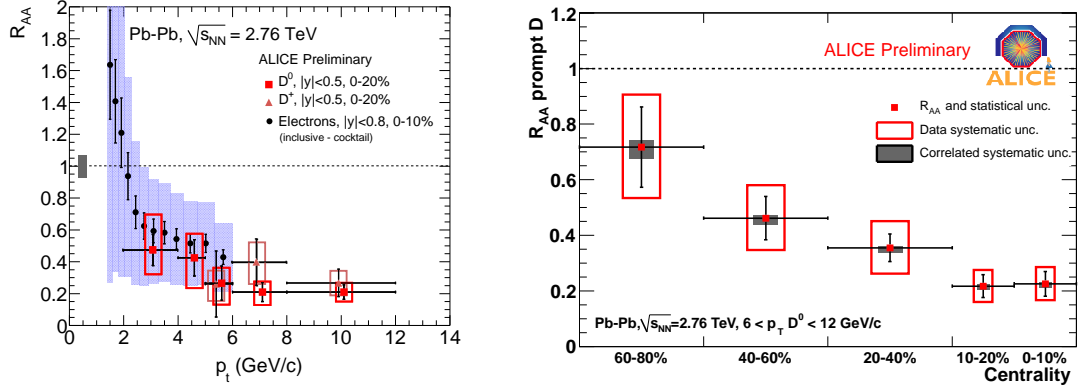 R_AA
2
1.8
1.6
1.4
1.2
1
0.8
0.6
0.4
0.2
0
Pb-Pb, √s_NN = 2.76 TeV
ALICE Preliminary
D⁰, |y|<0.5, 0-20%
D⁺, |y|<0.5, 0-20%
Electrons, |y|<0.8, 0-10%
(inclusive - cocktail)
0 2 4 6 8 10 12 14
p_t (GeV/c)
R_AA prompt D
1.2
1
0.8
0.6
0.4
0.2
0
ALICE Preliminary
ALICE
R_AA and statistical unc.
Data systematic unc.
Correlated systematic unc.
Pb-Pb,√s_NN=2.76 TeV, 6 < p_T D⁰ < 12 GeV/c
60-80% 40-60% 20-40% 10-20% 0-10%
Centrality